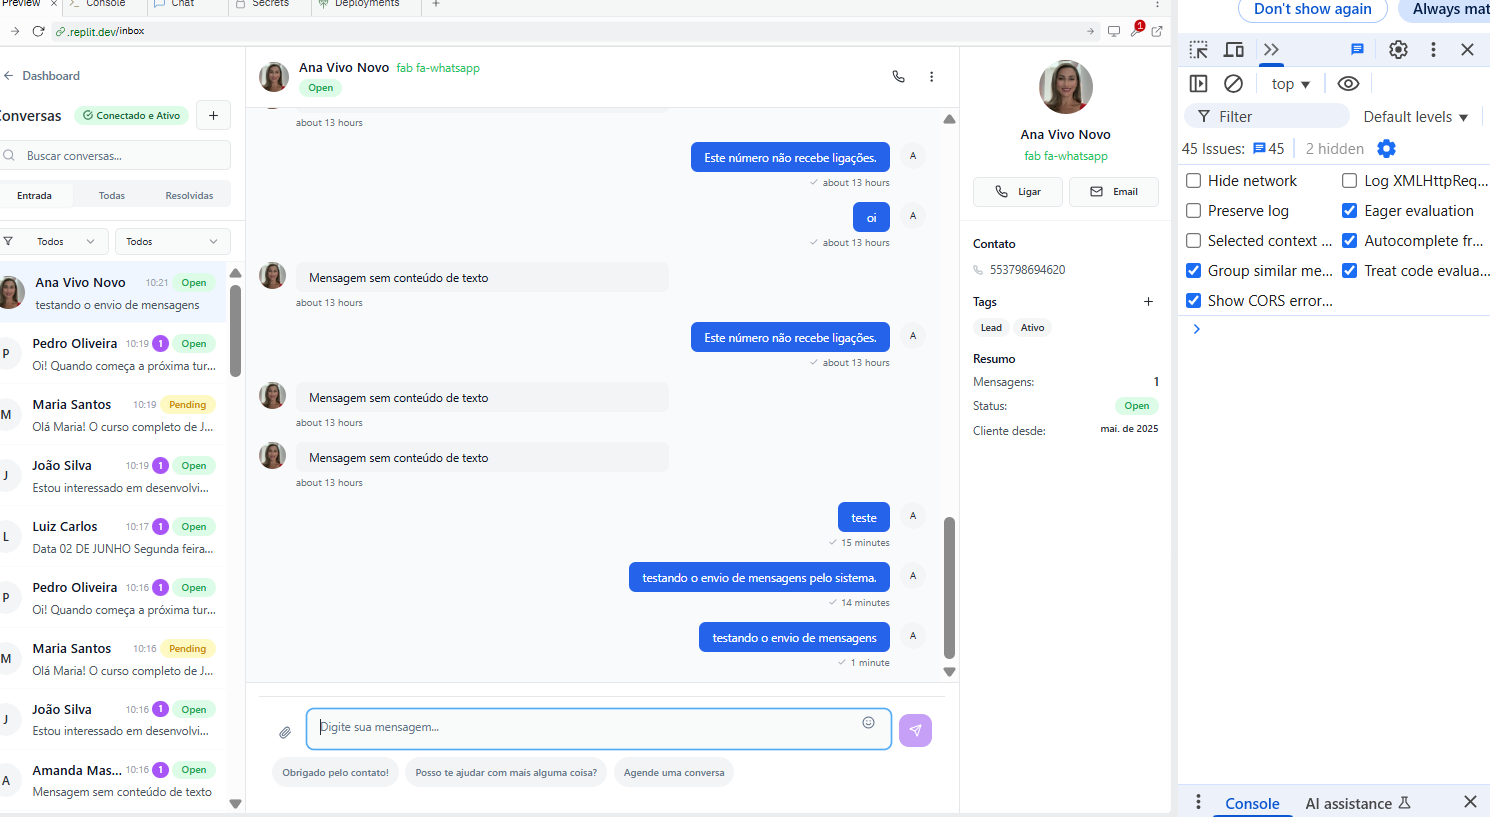 Preview
Console
Chat
Secrets
Deployments
.replit.dev/inbox
1
Dashboard
Conversas
Conectado e Ativo
Buscar conversas...
Entrada
Todas
Resolvidas
Todos
Todos
Ana Vivo Novo 10:21 Open
testando o envio de mensagens
P
Pedro Oliveira 10:19 1 Open
Oi! Quando começa a próxima tur...
M
Maria Santos 10:19 Pending
Olá Maria! O curso completo de J...
J
João Silva 10:19 1 Open
Estou interessado em desenvolvi...
L
Luiz Carlos 10:17 1 Open
Data 02 DE JUNHO Segunda feira...
P
Pedro Oliveira 10:16 1 Open
Oi! Quando começa a próxima tur...
M
Maria Santos 10:16 Pending
Olá Maria! O curso completo de J...
J
João Silva 10:16 1 Open
Estou interessado em desenvolvi...
A
Amanda Mas... 10:16 1 Open
Mensagem sem conteúdo de texto
Ana Vivo Novo fab fa-whatsapp
Open
about 13 hours
Este número não recebe ligações.
A
about 13 hours
oi
A
about 13 hours
Mensagem sem conteúdo de texto
about 13 hours
Este número não recebe ligações.
A
about 13 hours
Mensagem sem conteúdo de texto
about 13 hours
Mensagem sem conteúdo de texto
about 13 hours
teste
A
15 minutes
testando o envio de mensagens pelo sistema.
A
14 minutes
testando o envio de mensagens
A
1 minute
Digite sua mensagem...
Obrigado pelo contato!
Posso te ajudar com mais alguma coisa?
Agende uma conversa
Ana Vivo Novo
fab fa-whatsapp
Ligar
Email
Contato
553798694620
Tags
Lead
Ativo
Resumo
Mensagens: 1
Status: Open
Cliente desde: mai. de 2025
Don't show again
Always mat
top
Filter
Default levels
45 Issues: 45
2 hidden
Hide network
Log XMLHttpReq...
Preserve log
Eager evaluation
Selected context ...
Autocomplete fr...
Group similar me...
Treat code evalua...
Show CORS error...
Console
AI assistance